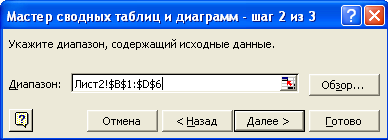 Мастер сводных таблиц и диаграмм - шаг 2 из 3
Укажите диапазон, содержащий исходные данные.
Диапазон: Лист2!$B$1:$D$6 Обзор...
? Отмена < Назад Далее > Готово